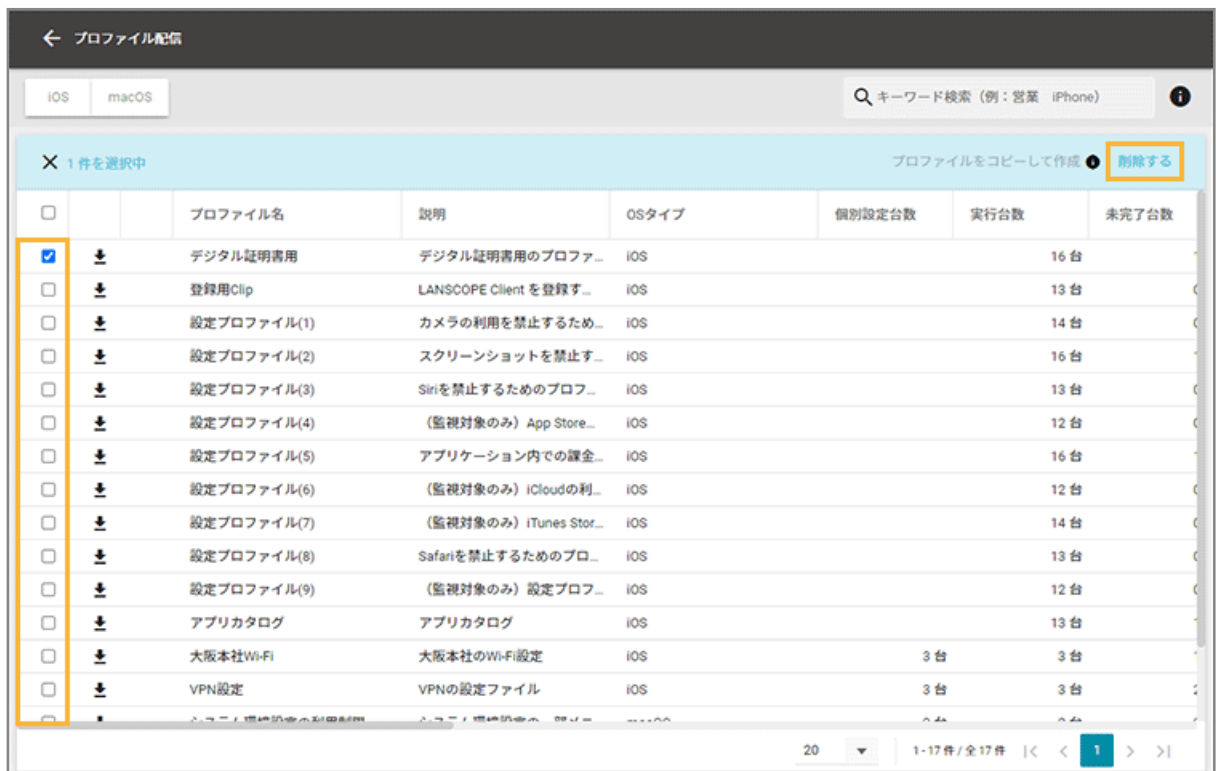 プロファイル配信
iOS macOS キーワード検索（例：営業 iPhone）
1 件を選択中 プロファイルをコピーして作成 削除する
プロファイル名 説明 OSタイプ 個別設定台数 実行台数 未完了台数
デジタル証明書用 デジタル証明書用のプロファ... iOS 16 台
登録用Clip LANSCOPE Client を登録す... iOS 13 台
設定プロファイル(1) カメラの利用を禁止するため... iOS 14 台
設定プロファイル(2) スクリーンショットを禁止す... iOS 16 台
設定プロファイル(3) Siriを禁止するためのプロフ... iOS 13 台
設定プロファイル(4) （監視対象のみ）App Store... iOS 12 台
設定プロファイル(5) アプリケーション内での課金... iOS 16 台
設定プロファイル(6) （監視対象のみ）iCloudの利... iOS 12 台
設定プロファイル(7) （監視対象のみ）iTunes Stor... iOS 14 台
設定プロファイル(8) Safariを禁止するためのプロ... iOS 13 台
設定プロファイル(9) （監視対象のみ）設定プロフ... iOS 12 台
アプリカタログ アプリカタログ iOS 13 台
大阪本社Wi-Fi 大阪本社のWi-Fi設定 iOS 3 台 3 台
VPN設定 VPNの設定ファイル iOS 3 台 3 台
20 1 - 17 件 / 全 17 件 1